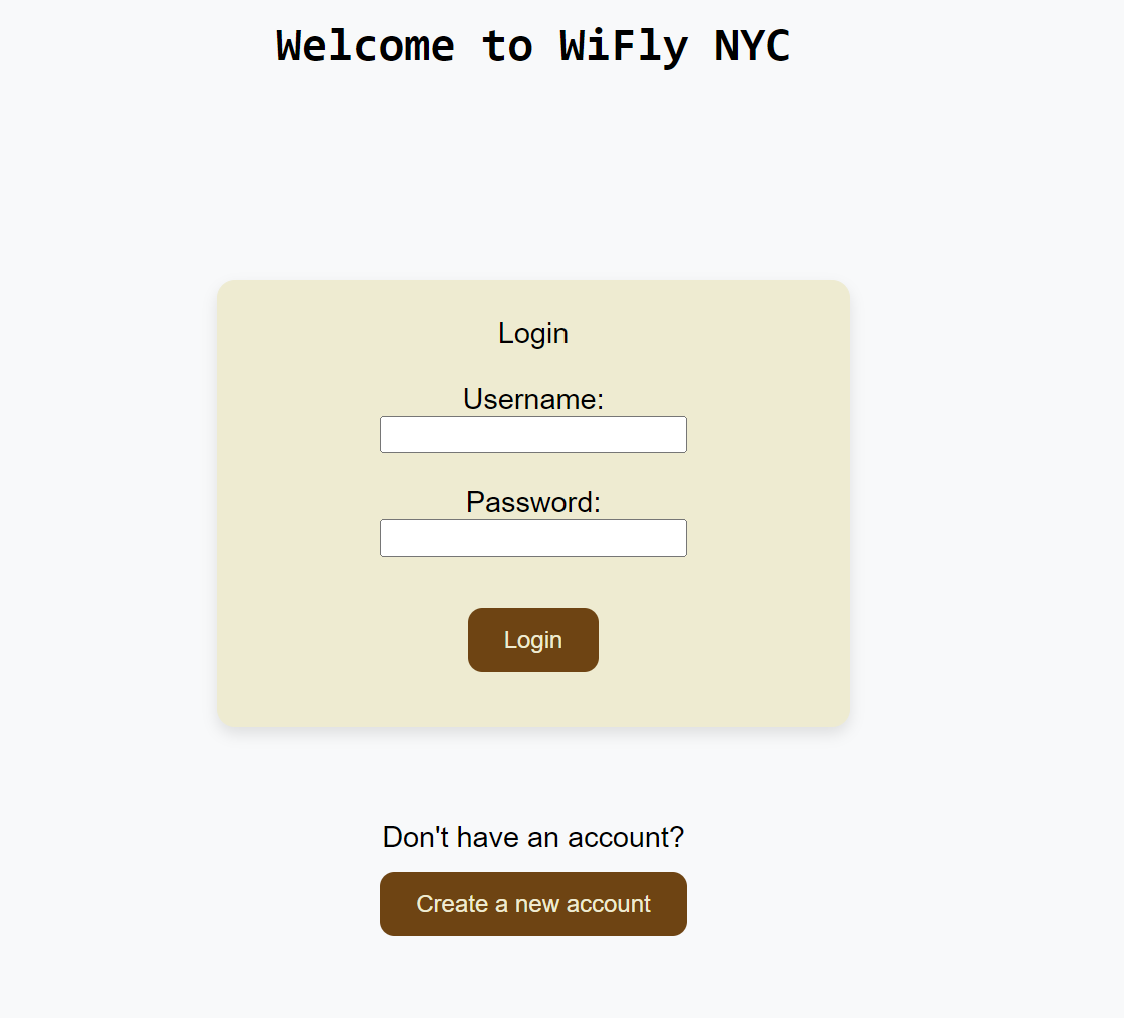 Welcome to WiFly NYC
Login
Username:
Password:
Login
Don't have an account?
Create a new account